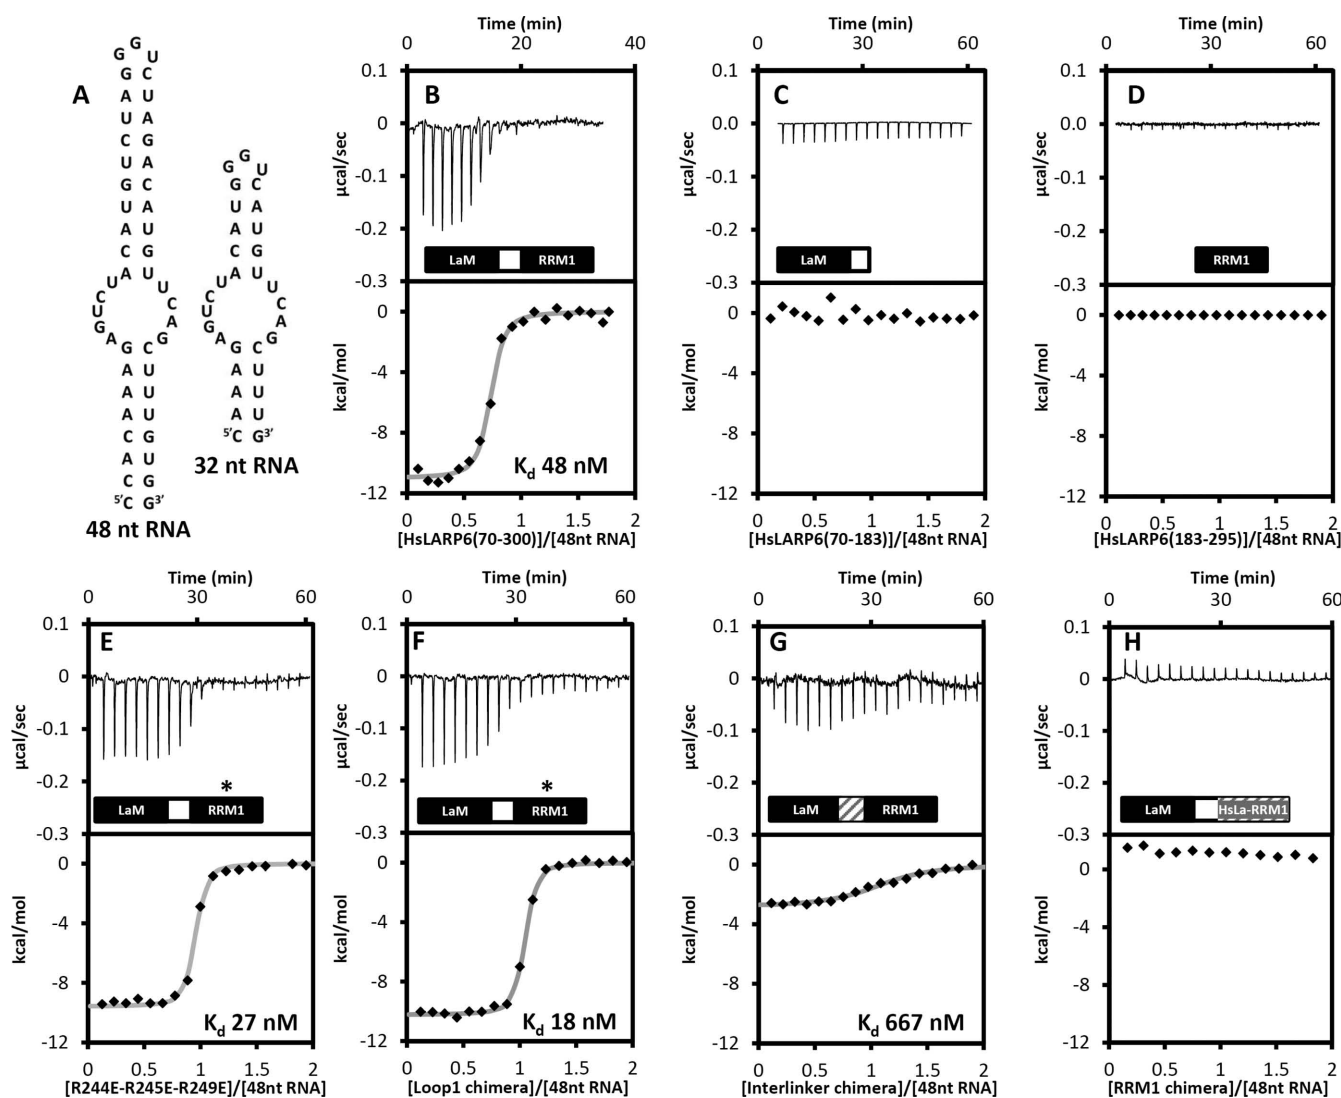 A
G G U
G C
G C
A U
U A
C G
U A
G C
U A
A U
C G
A U
U C U G A
U C A G
G C
A U
A U
A U
A U
C G
A U
C G
5'C G3'
48 nt RNA
G G U
G C
U A
A U
C G
A U
U C U G A
U C A G
G C
A U
A U
A U
5'C G3'
32 nt RNA
Time (min)
0 20 40
B
0.1
0
-0.1
-0.2
-0.3
µcal/sec
LaM RRM1
0
-4
-8
-12
kcal/mol
Kd 48 nM
0 0.5 1 1.5 2
[HsLARP6(70-300)]/[48nt RNA]
Time (min)
0 30 60
C
0.1
0.0
-0.1
-0.2
-0.3
µcal/sec
LaM
0
-4
-8
-12
kcal/mol
0 0.5 1 1.5 2
[HsLARP6(70-183)]/[48nt RNA]
Time (min)
0 30 60
D
0.1
0.0
-0.1
-0.2
-0.3
µcal/sec
RRM1
0
-4
-8
-12
kcal/mol
0 0.5 1 1.5 2
[HsLARP6(183-295)]/[48nt RNA]
Time (min)
0 30 60
E
0.1
0
-0.1
-0.2
-0.3
µcal/sec
*
LaM RRM1
0
-4
-8
-12
kcal/mol
Kd 27 nM
0 0.5 1 1.5 2
[R244E-R245E-R249E]/[48nt RNA]
Time (min)
0 30 60
F
0.1
0
-0.1
-0.2
-0.3
µcal/sec
*
LaM RRM1
0
-4
-8
-12
kcal/mol
Kd 18 nM
0 0.5 1 1.5 2
[Loop1 chimera]/[48nt RNA]
Time (min)
0 30 60
G
0.1
0
-0.1
-0.2
-0.3
µcal/sec
LaM RRM1
0
-4
-8
-12
kcal/mol
Kd 667 nM
0 0.5 1 1.5 2
[Interlinker chimera]/[48nt RNA]
Time (min)
0 30 60
H
0.1
0
-0.1
-0.2
-0.3
µcal/sec
LaM HsLa-RRM1
0
-4
-8
-12
kcal/mol
0 0.5 1 1.5 2
[RRM1 chimera]/[48nt RNA]